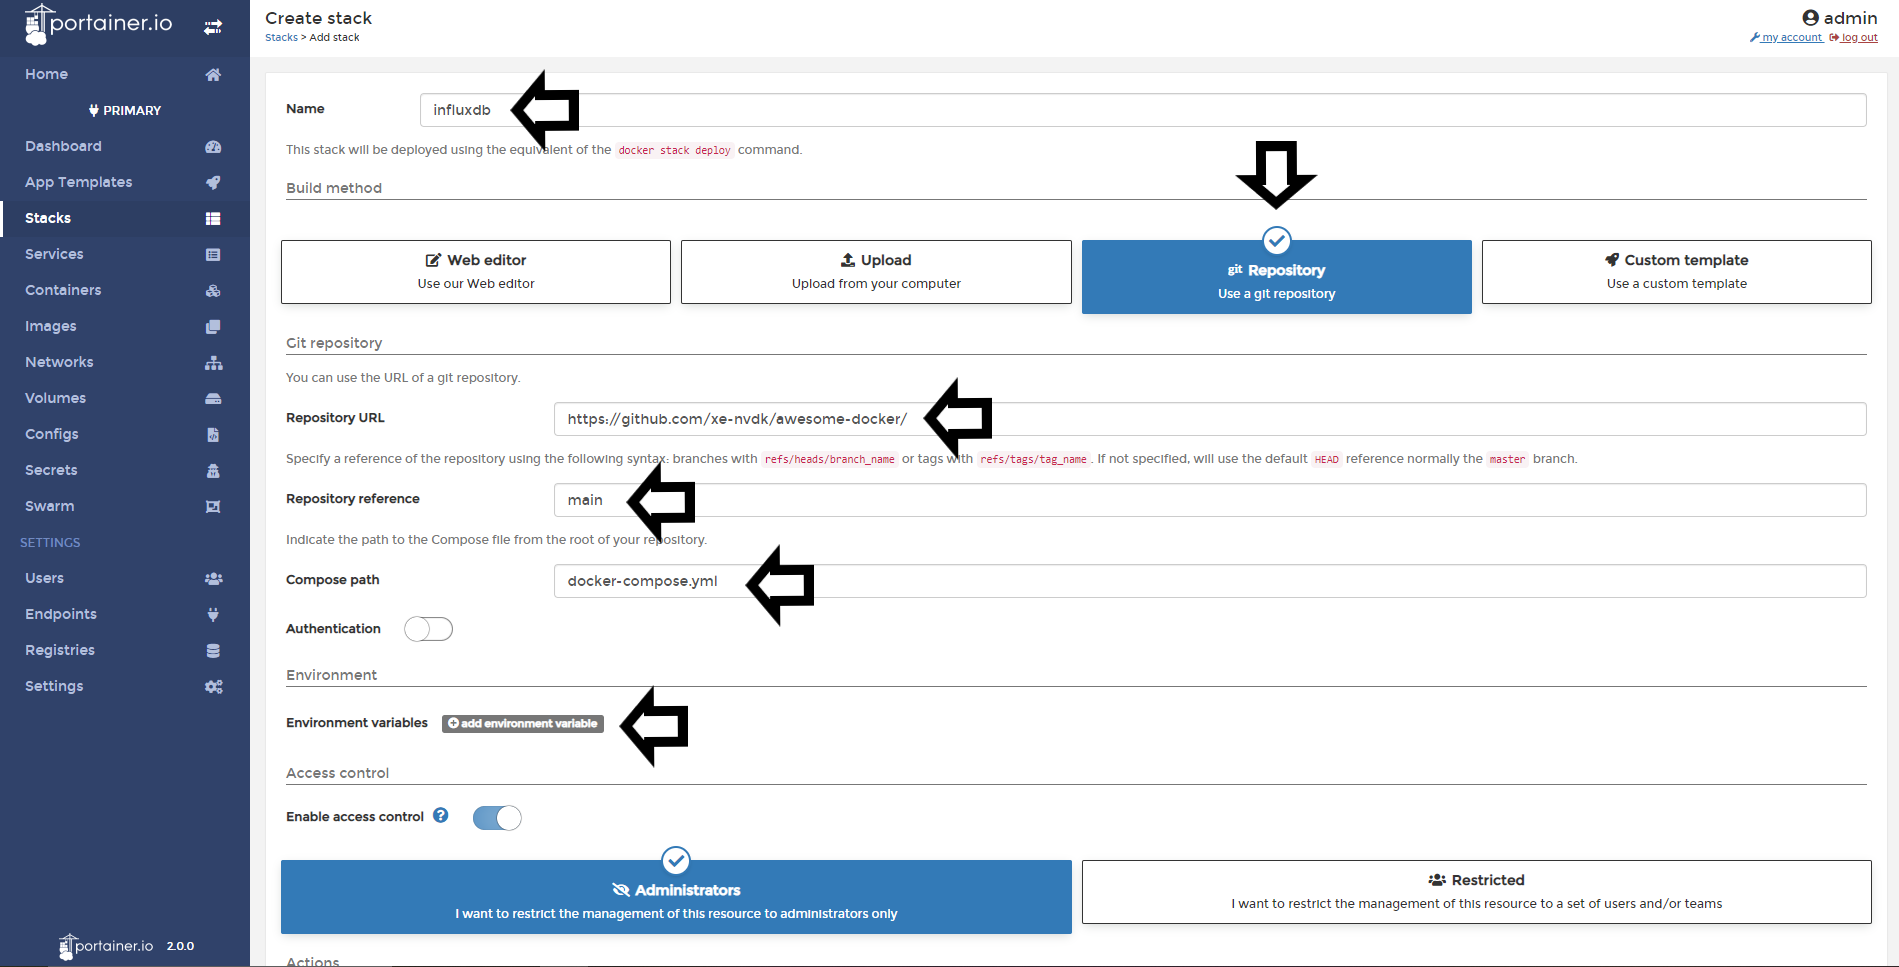 portainer.io
Home
PRIMARY
Dashboard
App Templates
Stacks
Services
Containers
Images
Networks
Volumes
Configs
Secrets
Swarm
SETTINGS
Users
Endpoints
Registries
Settings
portainer.io 2.0.0
Create stack
Stacks > Add stack
admin
my account log out
Name influxdb
This stack will be deployed using the equivalent of the docker stack deploy command.
Build method
Web editor
Use our Web editor
Upload
Upload from your computer
git Repository
Use a git repository
Custom template
Use a custom template
Git repository
You can use the URL of a git repository.
Repository URL https://github.com/xe-nvdk/awesome-docker/
Specify a reference of the repository using the following syntax: branches with refs/heads/branch_name or tags with refs/tags/tag_name. If not specified, will use the default HEAD reference normally the master branch.
Repository reference main
Indicate the path to the Compose file from the root of your repository.
Compose path docker-compose.yml
Authentication
Environment
Environment variables add environment variable
Access control
Enable access control ?
Administrators
I want to restrict the management of this resource to administrators only
Restricted
I want to restrict the management of this resource to a set of users and/or teams
Actions